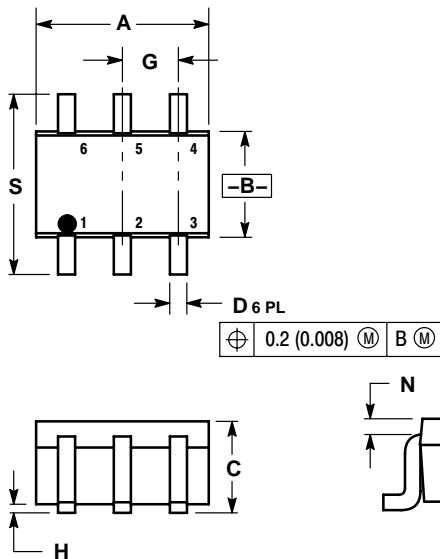 A
G
6 5 4
S
–B–
1 2 3
D 6 PL
⌖ 0.2 (0.008) Ⓜ B Ⓜ
N
C
H